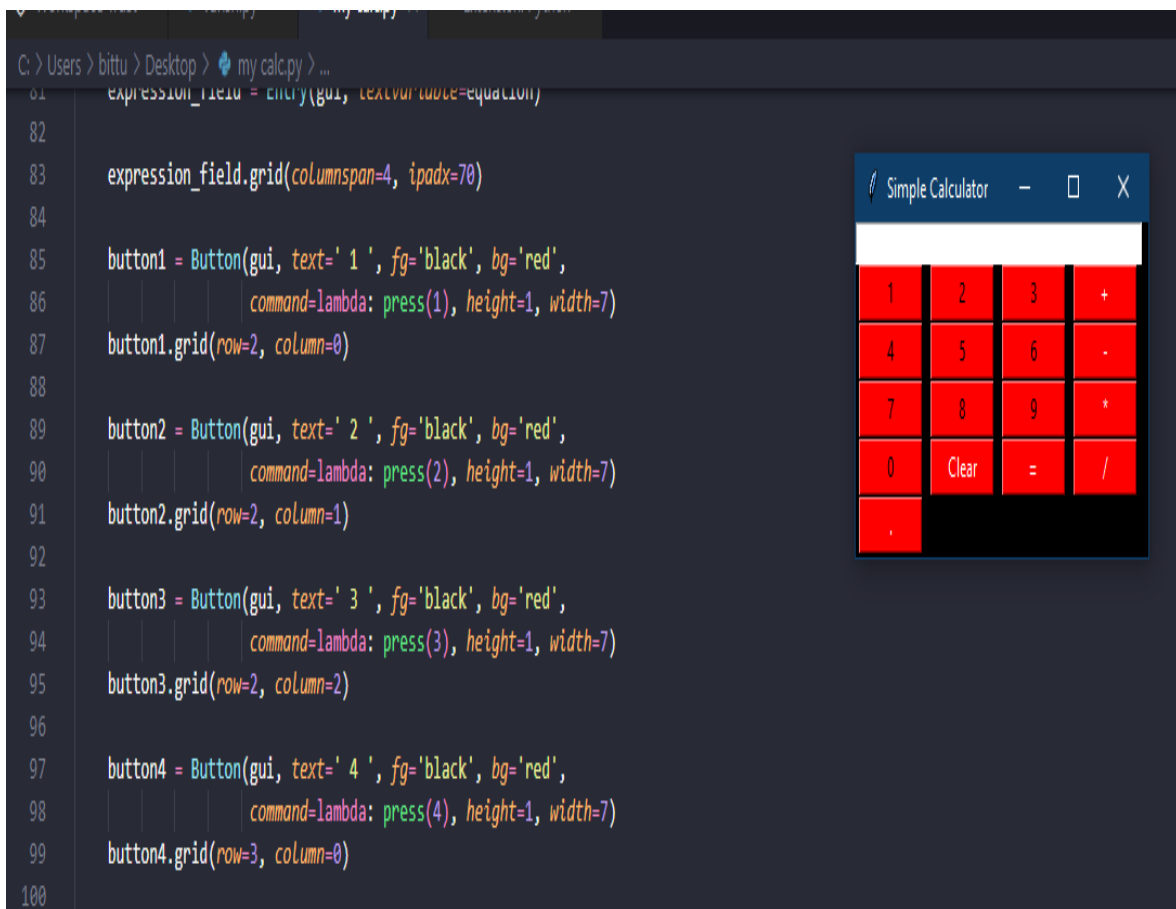 C: > Users > bittu > Desktop > my calc.py > ...
81 expression_field = Entry(gui, textvariable=equation)
82
83 expression_field.grid(columnspan=4, ipadx=70)
84
85 button1 = Button(gui, text=' 1 ', fg='black', bg='red',
86 command=lambda: press(1), height=1, width=7)
87 button1.grid(row=2, column=0)
88
89 button2 = Button(gui, text=' 2 ', fg='black', bg='red',
90 command=lambda: press(2), height=1, width=7)
91 button2.grid(row=2, column=1)
92
93 button3 = Button(gui, text=' 3 ', fg='black', bg='red',
94 command=lambda: press(3), height=1, width=7)
95 button3.grid(row=2, column=2)
96
97 button4 = Button(gui, text=' 4 ', fg='black', bg='red',
98 command=lambda: press(4), height=1, width=7)
99 button4.grid(row=3, column=0)
100
Simple Calculator
1 2 3 +
4 5 6 -
7 8 9 *
0 Clear = /
.